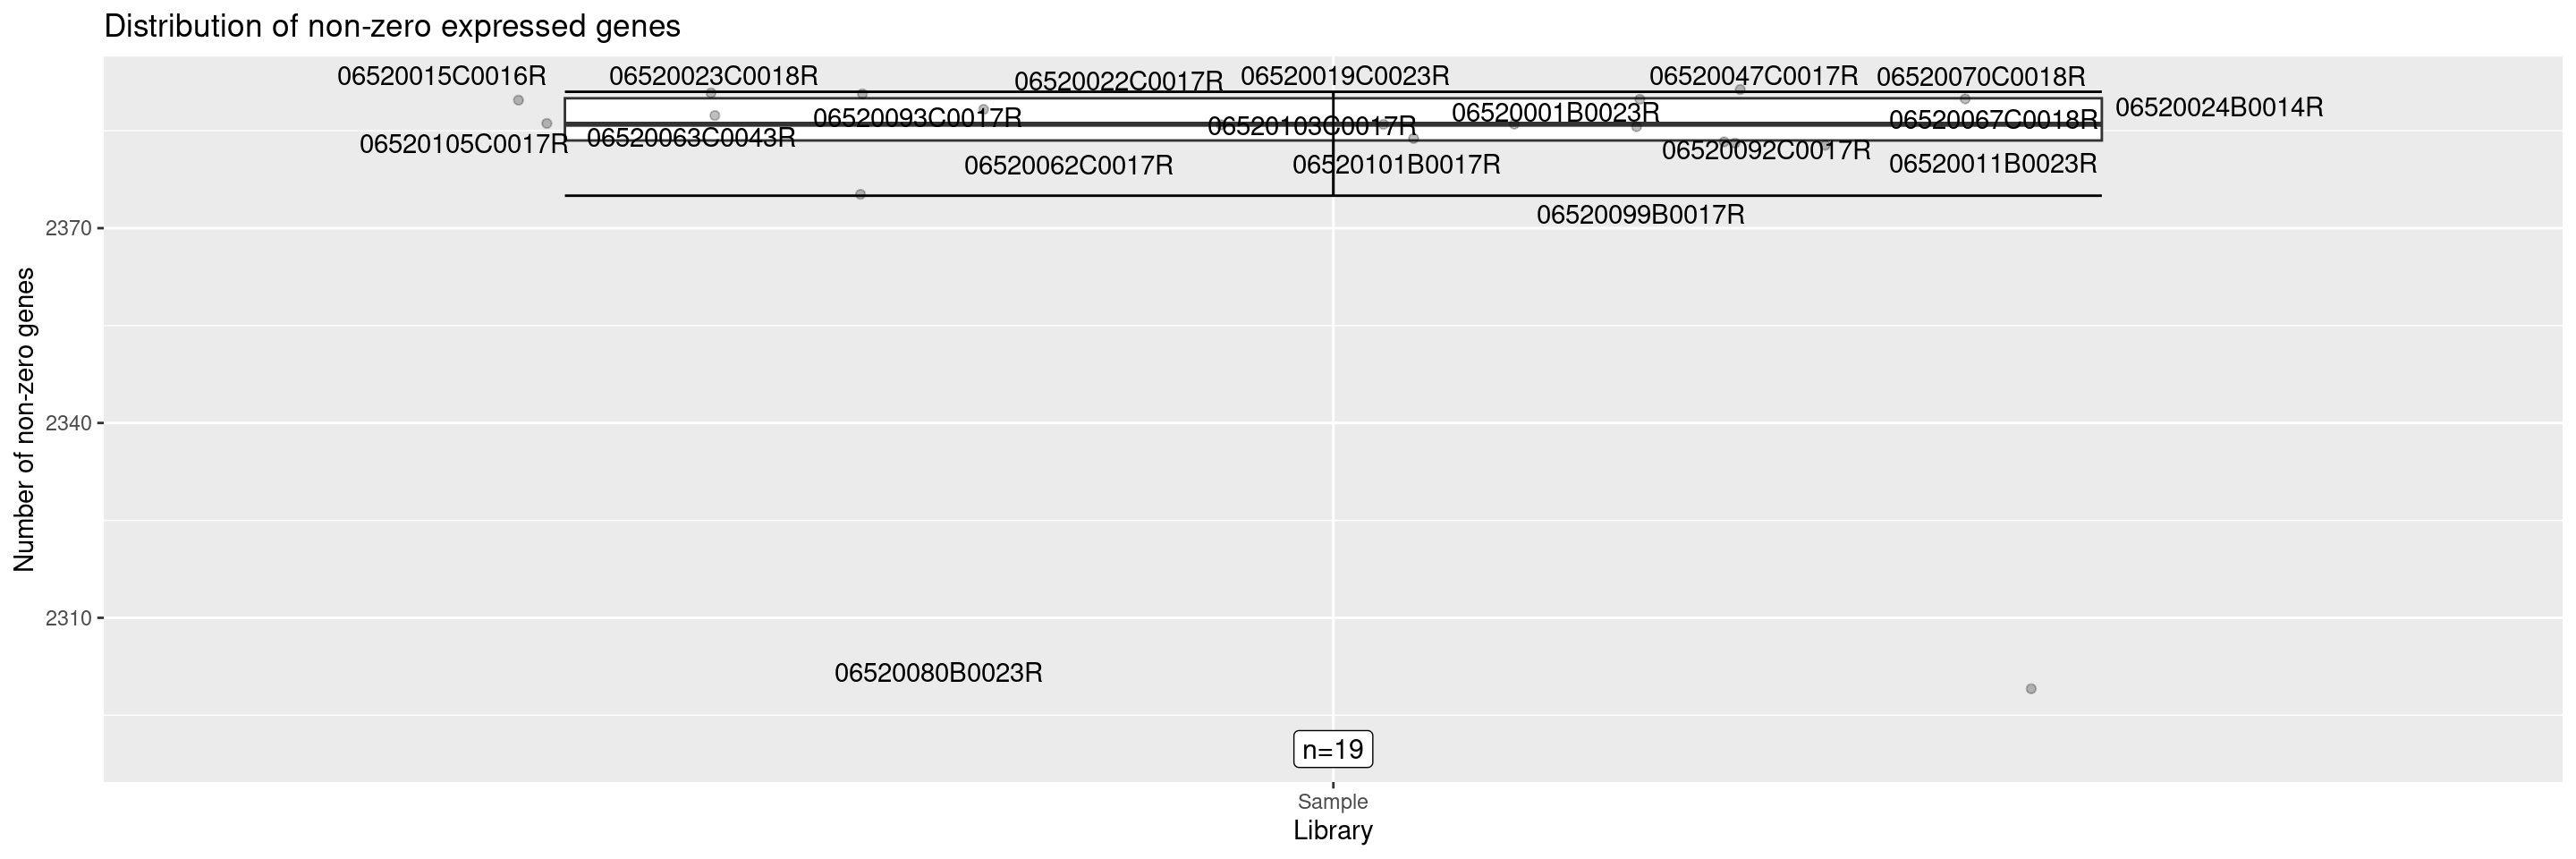 Distribution of non-zero expressed genes
06520015C0016R
06520023C0018R
06520022C0017R
06520019C0023R
06520047C0017R
06520070C0018R
06520024B0014R
06520093C0017R
06520001B0023R
06520067C0018R
06520103C0017R
06520105C0017R
06520063C0043R
06520092C0017R
06520062C0017R
06520101B0017R
06520011B0023R
06520099B0017R
2370
2340
2310
Number of non-zero genes
06520080B0023R
n=19
Sample
Library